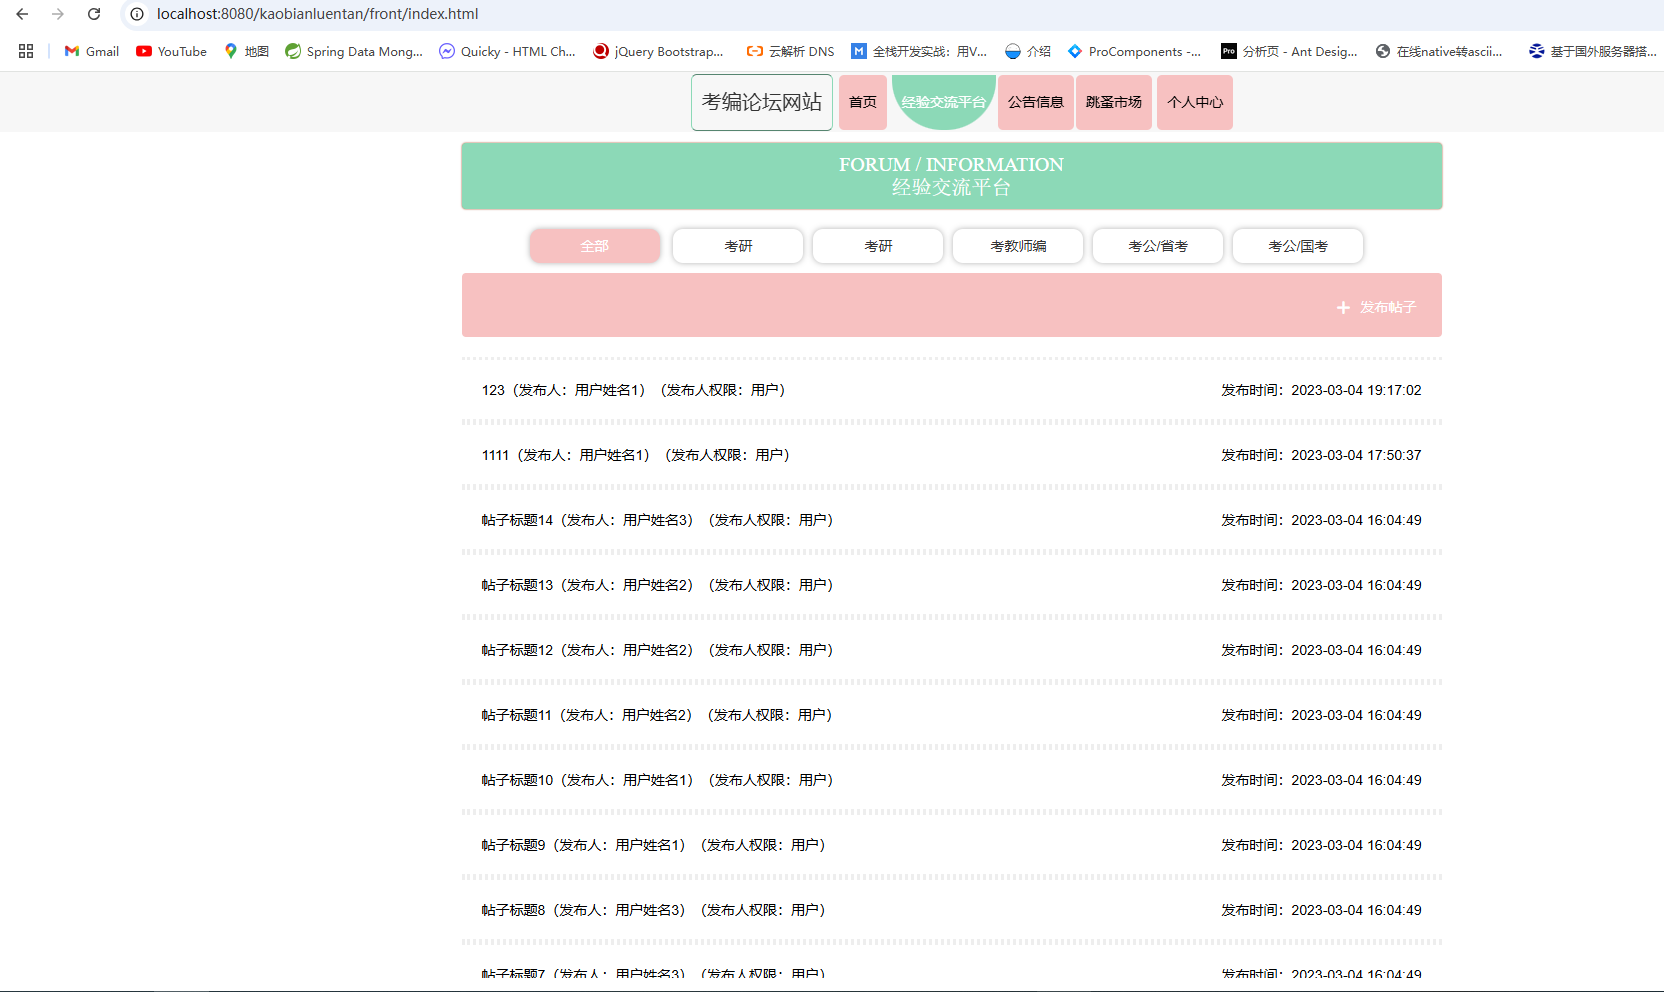 localhost:8080/kaobianluentan/front/index.html
Gmail
YouTube
地图
Spring Data Mong...
Quicky - HTML Ch...
jQuery Bootstrap...
云解析 DNS
全栈开发实战：用V...
介绍
ProComponents -...
分析页 - Ant Desig...
在线native转ascii...
基于国外服务器搭...
考编论坛网站
首页
经验交流平台
公告信息
跳蚤市场
个人中心
FORUM / INFORMATION
经验交流平台
全部
考研
考研
考教师编
考公/省考
考公/国考
+ 发布帖子
123（发布人：用户姓名1）（发布人权限：用户） 发布时间：2023-03-04 19:17:02
1111（发布人：用户姓名1）（发布人权限：用户） 发布时间：2023-03-04 17:50:37
帖子标题14（发布人：用户姓名3）（发布人权限：用户） 发布时间：2023-03-04 16:04:49
帖子标题13（发布人：用户姓名2）（发布人权限：用户） 发布时间：2023-03-04 16:04:49
帖子标题12（发布人：用户姓名2）（发布人权限：用户） 发布时间：2023-03-04 16:04:49
帖子标题11（发布人：用户姓名2）（发布人权限：用户） 发布时间：2023-03-04 16:04:49
帖子标题10（发布人：用户姓名1）（发布人权限：用户） 发布时间：2023-03-04 16:04:49
帖子标题9（发布人：用户姓名1）（发布人权限：用户） 发布时间：2023-03-04 16:04:49
帖子标题8（发布人：用户姓名3）（发布人权限：用户） 发布时间：2023-03-04 16:04:49
帖子标题7（发布人：用户姓名3）（发布人权限：用户） 发布时间：2023-03-04 16:04:49